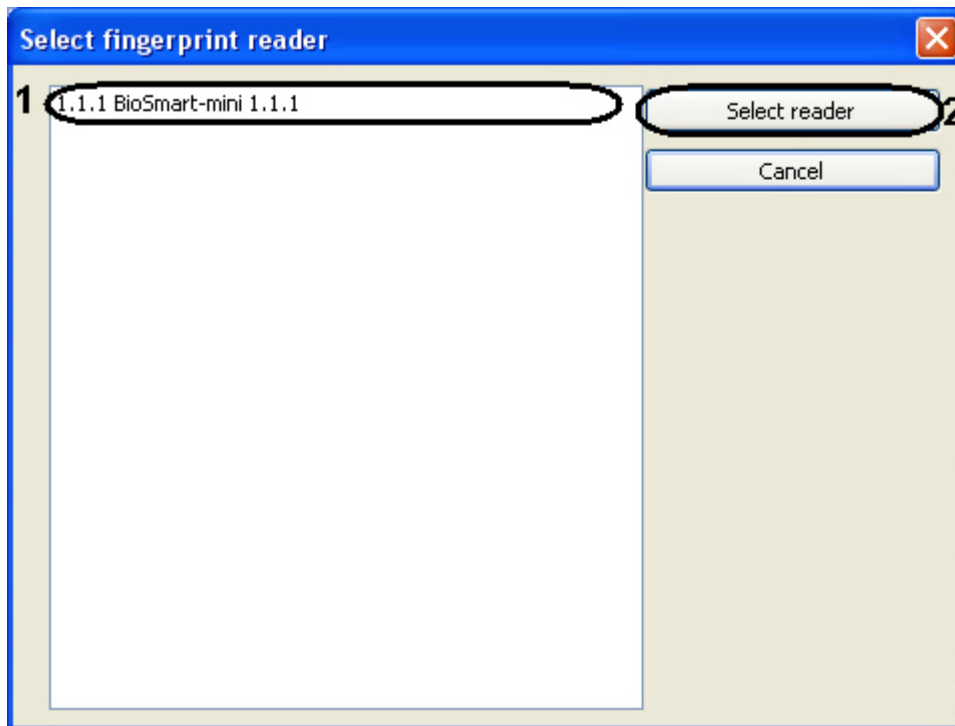 Select fingerprint reader
1 1.1.1 BioSmart-mini 1.1.1
Select reader 2
Cancel